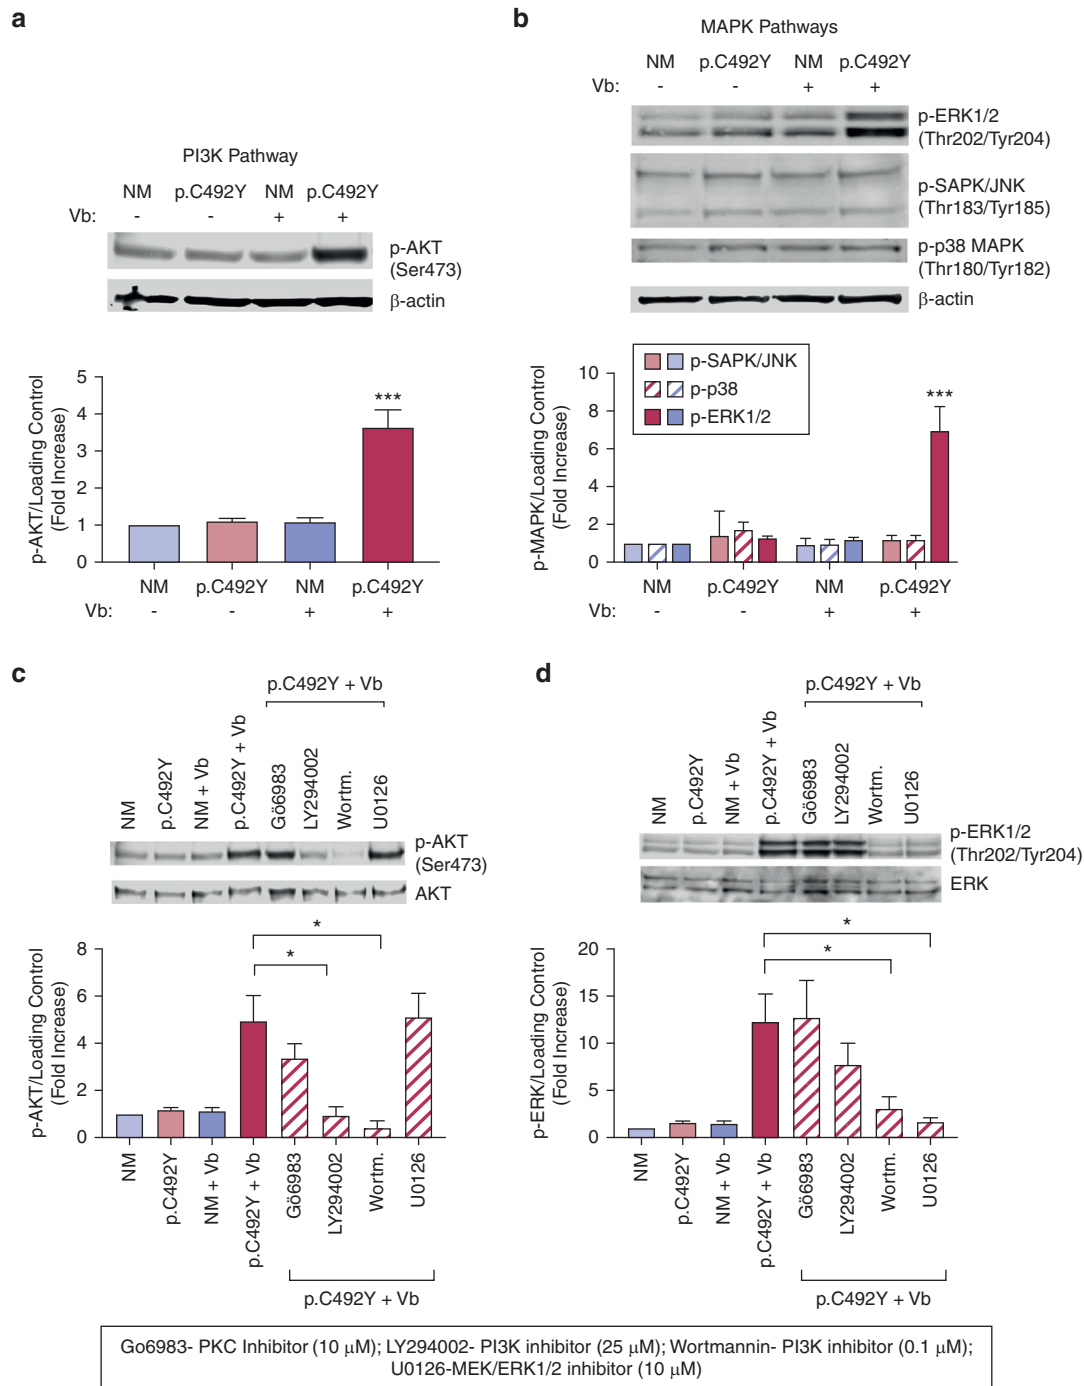 a
PI3K Pathway
NM p.C492Y NM p.C492Y
Vb: - - + +
p-AKT
(Ser473)
β-actin
p-AKT/Loading Control
(Fold Increase)
5
4
3
2
1
0
***
NM p.C492Y NM p.C492Y
Vb: - - + +
b
MAPK Pathways
NM p.C492Y NM p.C492Y
Vb: - - + +
p-ERK1/2
(Thr202/Tyr204)
p-SAPK/JNK
(Thr183/Tyr185)
p-p38 MAPK
(Thr180/Tyr182)
β-actin
p-MAPK/Loading Control
(Fold Increase)
10
8
6
4
2
0
p-SAPK/JNK
p-p38
p-ERK1/2
***
NM p.C492Y NM p.C492Y
Vb: - - + +
c
p.C492Y + Vb
NM
p.C492Y
NM + Vb
p.C492Y + Vb
Gö6983
LY294002
Wortm.
U0126
p-AKT
(Ser473)
AKT
p-AKT/Loading Control
(Fold Increase)
8
6
4
2
0
*
*
NM
p.C492Y
NM + Vb
p.C492Y + Vb
Gö6983
LY294002
Wortm.
U0126
p.C492Y + Vb
d
p.C492Y + Vb
NM
p.C492Y
NM + Vb
p.C492Y + Vb
Gö6983
LY294002
Wortm.
U0126
p-ERK1/2
(Thr202/Tyr204)
ERK
p-ERK/Loading Control
(Fold Increase)
20
15
10
5
0
*
*
NM
p.C492Y
NM + Vb
p.C492Y + Vb
Gö6983
LY294002
Wortm.
U0126
p.C492Y + Vb
Go6983- PKC Inhibitor (10 μM); LY294002- PI3K inhibitor (25 μM); Wortmannin- PI3K inhibitor (0.1 μM);
U0126-MEK/ERK1/2 inhibitor (10 μM)